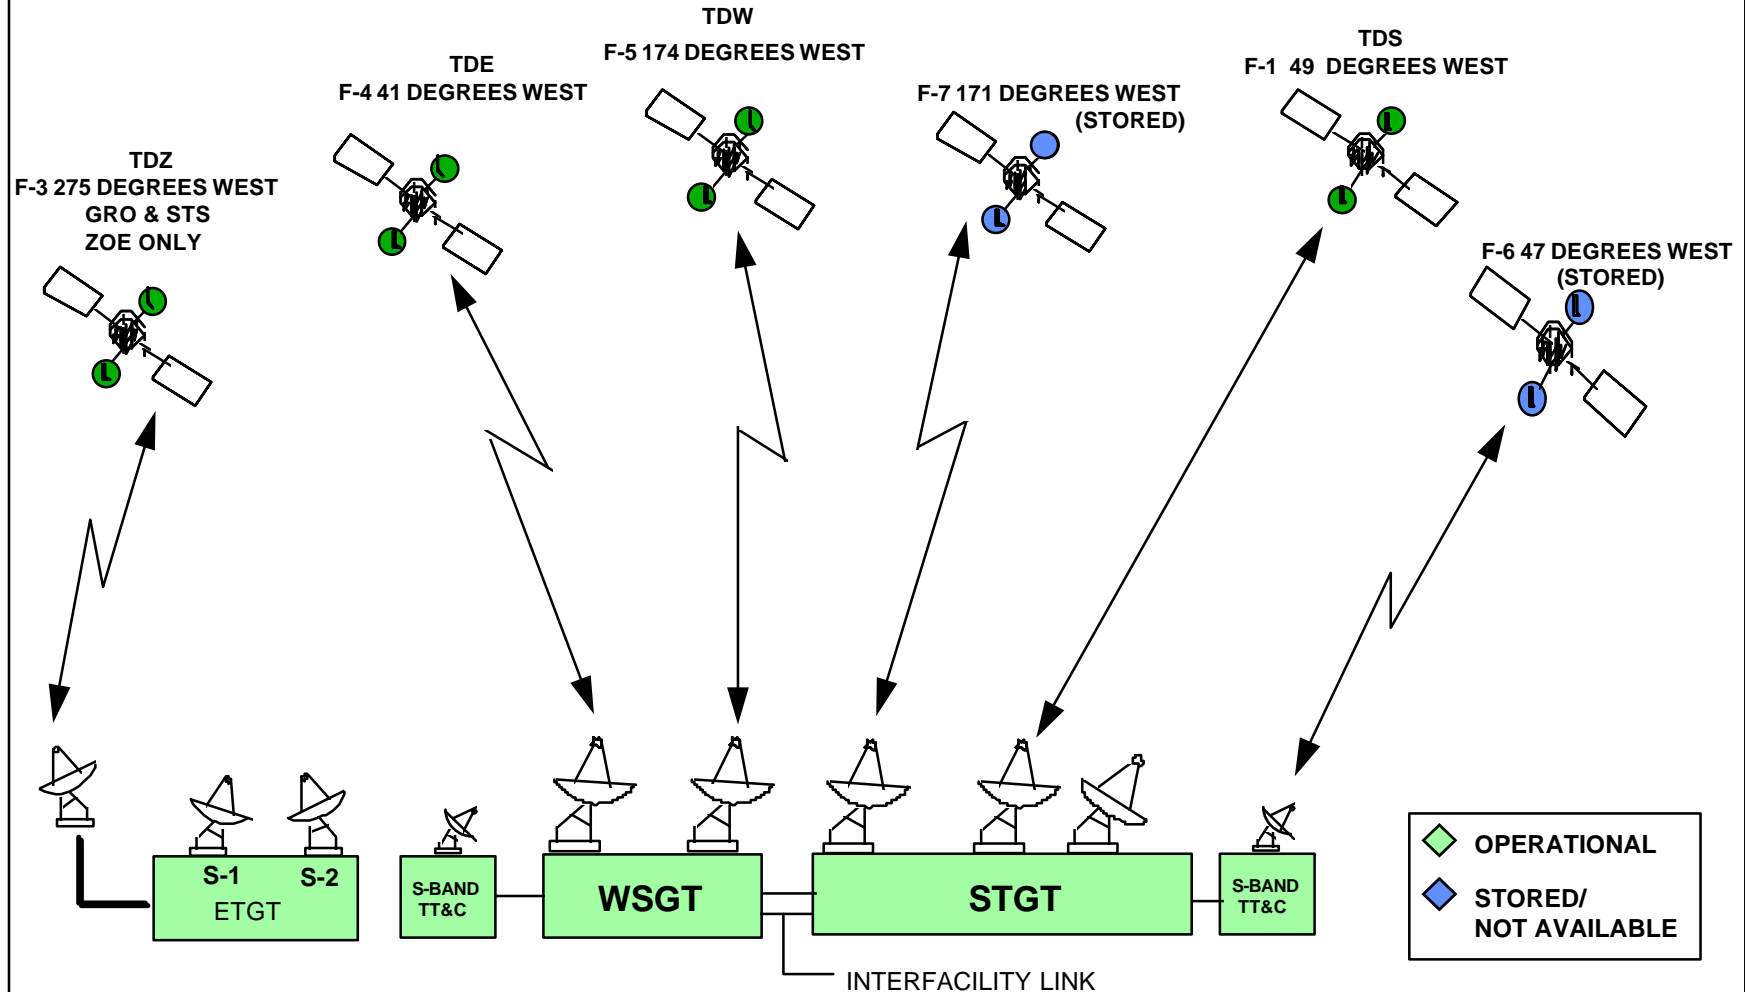 TDZ
F-3 275 DEGREES WEST
GRO & STS
ZOE ONLY
TDE
F-4 41 DEGREES WEST
TDW
F-5 174 DEGREES WEST
F-7 171 DEGREES WEST
(STORED)
TDS
F-1 49 DEGREES WEST
F-6 47 DEGREES WEST
(STORED)
S-1
S-2
ETGT
S-BAND
TT&C
WSGT
STGT
S-BAND
TT&C
INTERFACILITY LINK
OPERATIONAL
STORED/
NOT AVAILABLE